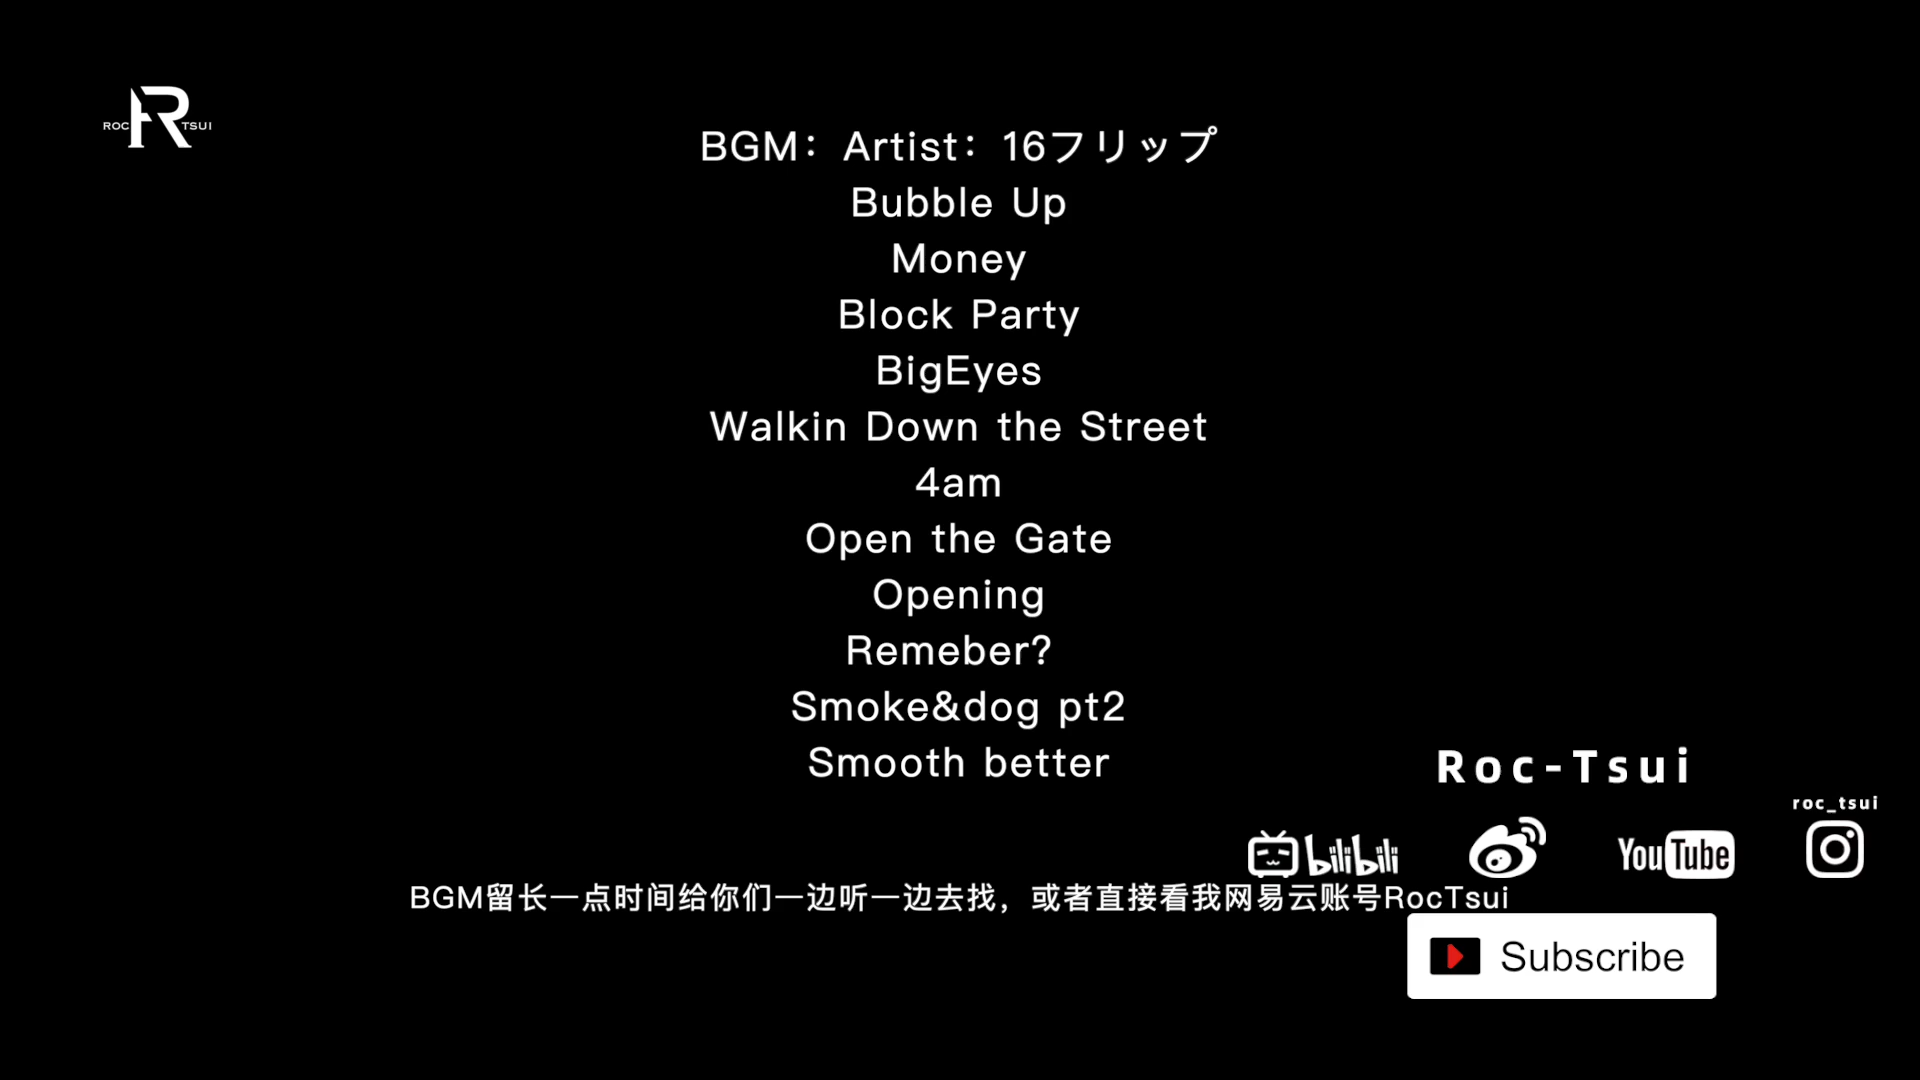 ROC R TSUI
BGM：Artist：16フリップ
Bubble Up
Money
Block Party
BigEyes
Walkin Down the Street
4am
Open the Gate
Opening
Remeber?
Smoke&dog pt2
Smooth better
Roc-Tsui
roc_tsui
bilibili
YouTube
BGM留长一点时间给你们一边听一边去找，或者直接看我网易云账号RocTsui
Subscribe